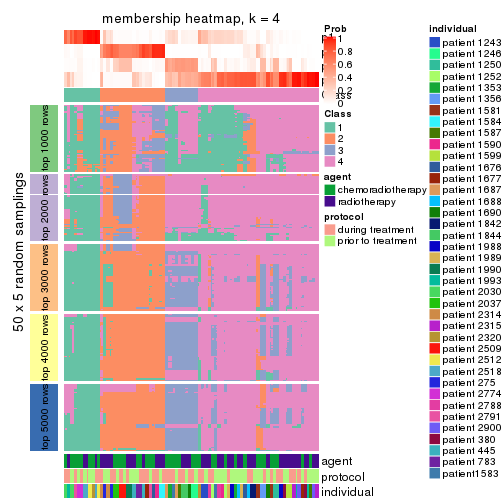 membership heatmap, k = 4
50 x 5 random samplings
top 1000 rows
top 2000 rows
top 3000 rows
top 4000 rows
top 5000 rows
agent
protocol
individual
Prob
1
0.8
0.6
0.4
0.2
0
Class
1
2
3
4
agent
chemoradiotherapy
radiotherapy
protocol
during treatment
prior to treatment
individual
patient 1243
patient 1246
patient 1250
patient 1252
patient 1353
patient 1356
patient 1581
patient 1584
patient 1587
patient 1590
patient 1599
patient 1676
patient 1677
patient 1687
patient 1688
patient 1690
patient 1842
patient 1844
patient 1988
patient 1989
patient 1990
patient 1993
patient 2030
patient 2037
patient 2314
patient 2315
patient 2320
patient 2509
patient 2512
patient 2518
patient 275
patient 2774
patient 2788
patient 2791
patient 2900
patient 380
patient 445
patient 783
patient1583